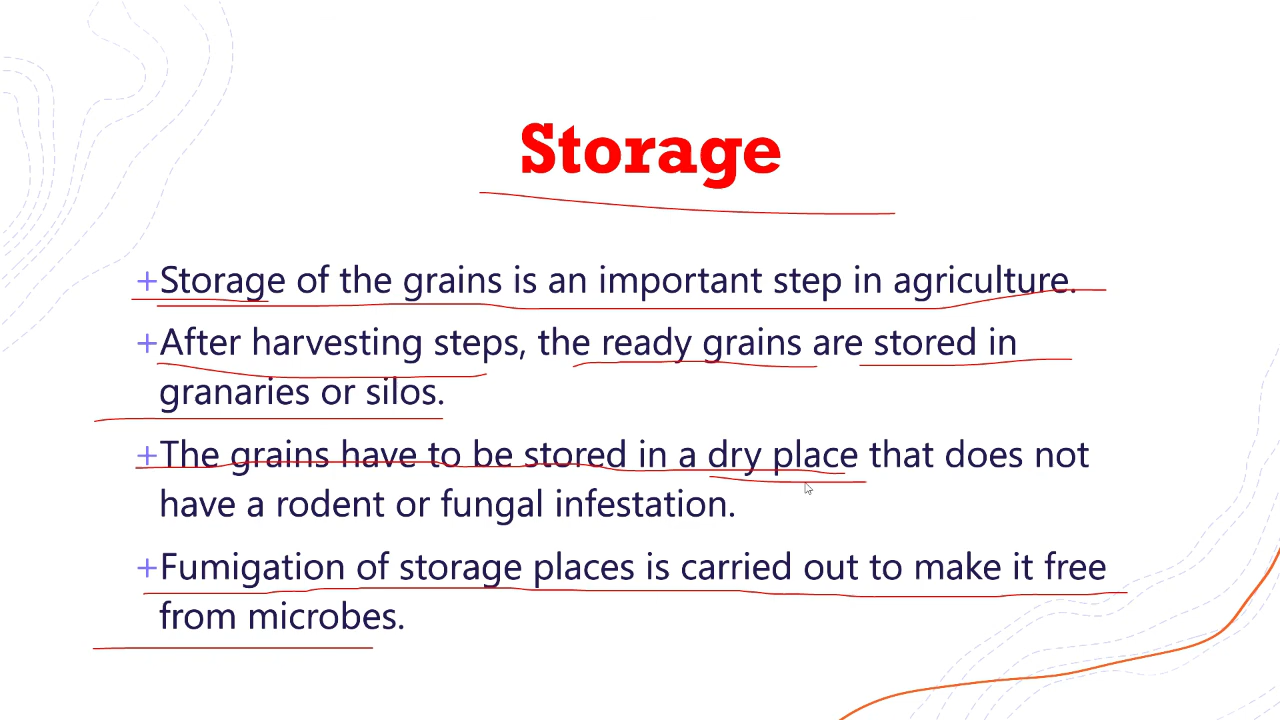 Storage
+Storage of the grains is an important step in agriculture.
+After harvesting steps, the ready grains are stored in
granaries or silos.
+The grains have to be stored in a dry place that does not
have a rodent or fungal infestation.
+Fumigation of storage places is carried out to make it free
from microbes.